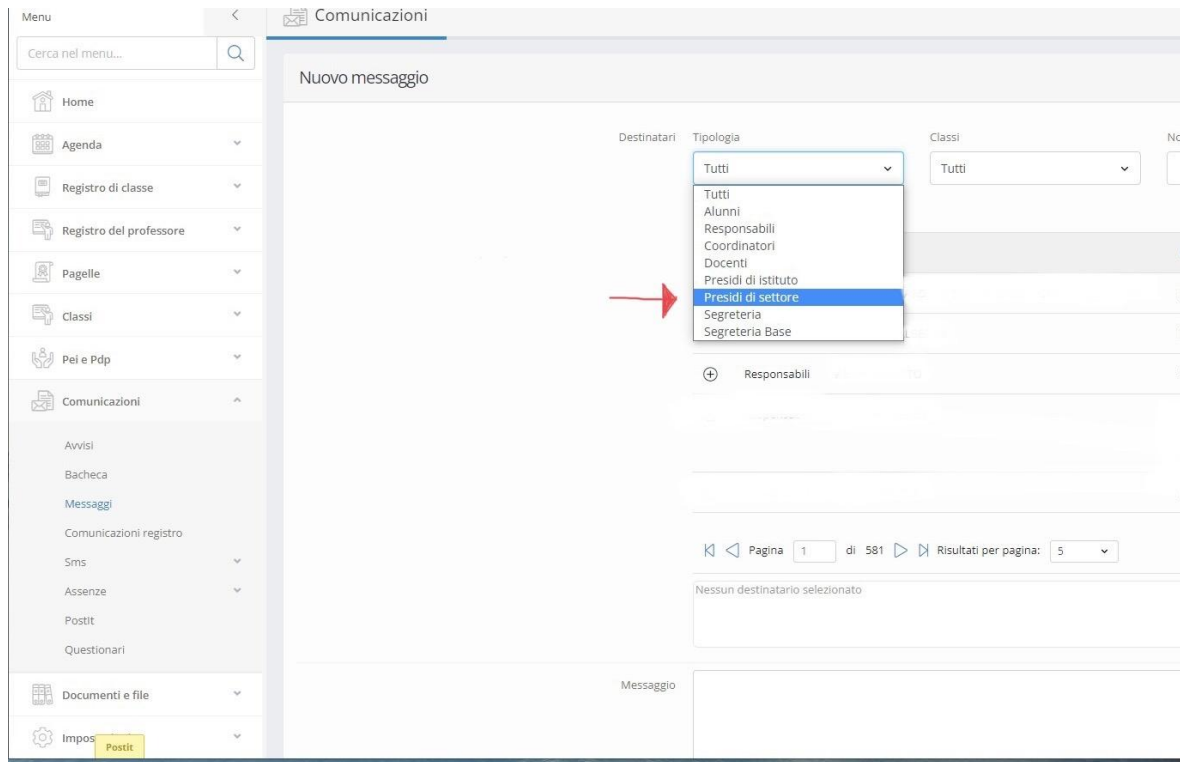 Menu
Cerca nel menu...
Home
Agenda
Registro di classe
Registro del professore
Pagelle
Classi
Pei e Pdp
Comunicazioni
Avvisi
Bacheca
Messaggi
Comunicazioni registro
Sms
Assenze
Postit
Questionari
Documenti e file
Postit
Comunicazioni
Nuovo messaggio
Destinatari Tipologia Classi
Tutti Tutti
Tutti
Alunni
Responsabili
Coordinatori
Docenti
Presidi di istituto
Presidi di settore
Segreteria
Segreteria Base
Responsabili
Pagina 1 di 581 Risultati per pagina: 5
Nessun destinatario selezionato
Messaggio